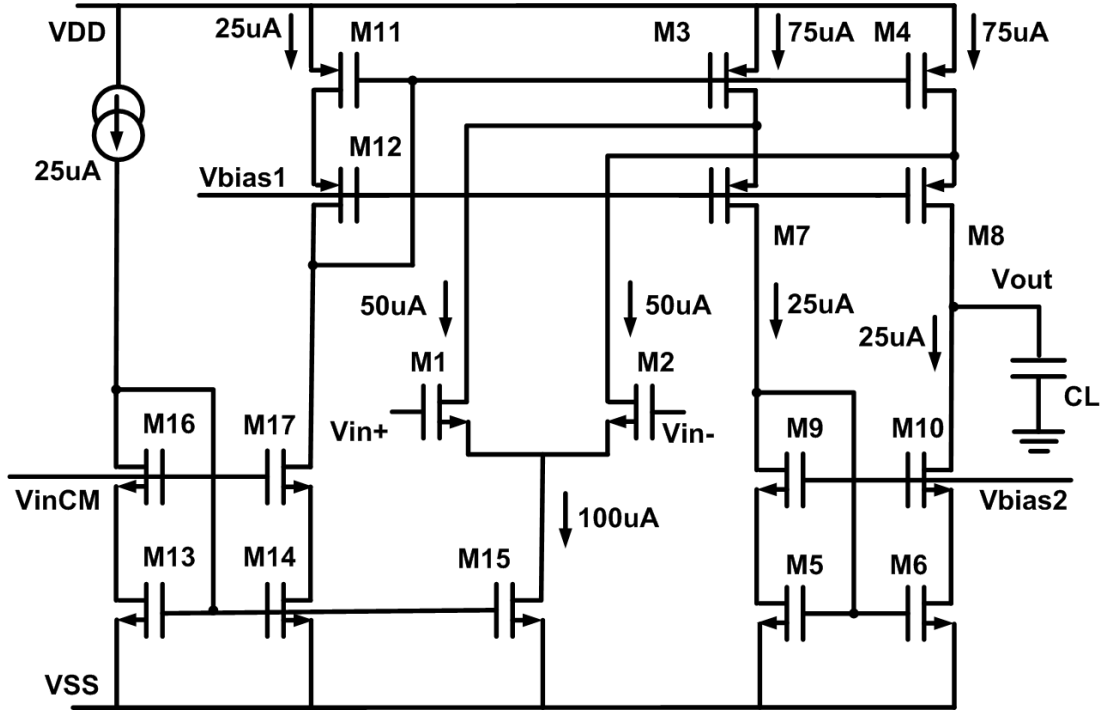 VDD
25uA
M11
M3
75uA
M4
75uA
25uA
M12
Vbias1
M7
M8
Vout
50uA
50uA
25uA
25uA
M1
M2
CL
Vin+
Vin-
M16
M17
M9
M10
VinCM
Vbias2
100uA
M13
M14
M15
M5
M6
VSS